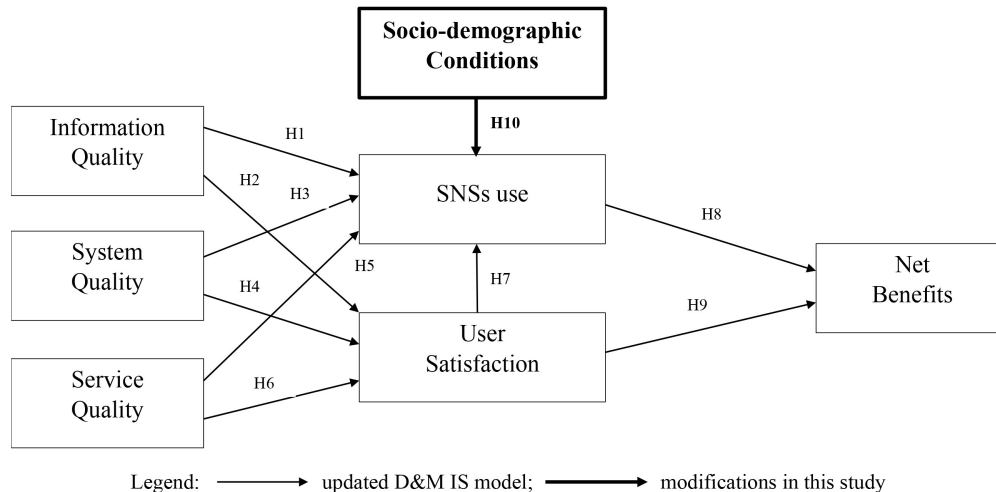 Socio-demographic
Conditions
H10
Information
Quality
H1
H2
H3
SNSs use
System
Quality
H4
H5
H7
H8
Net
Benefits
H9
User
Satisfaction
Service
Quality
H6
Legend:
updated D&M IS model;
modifications in this study